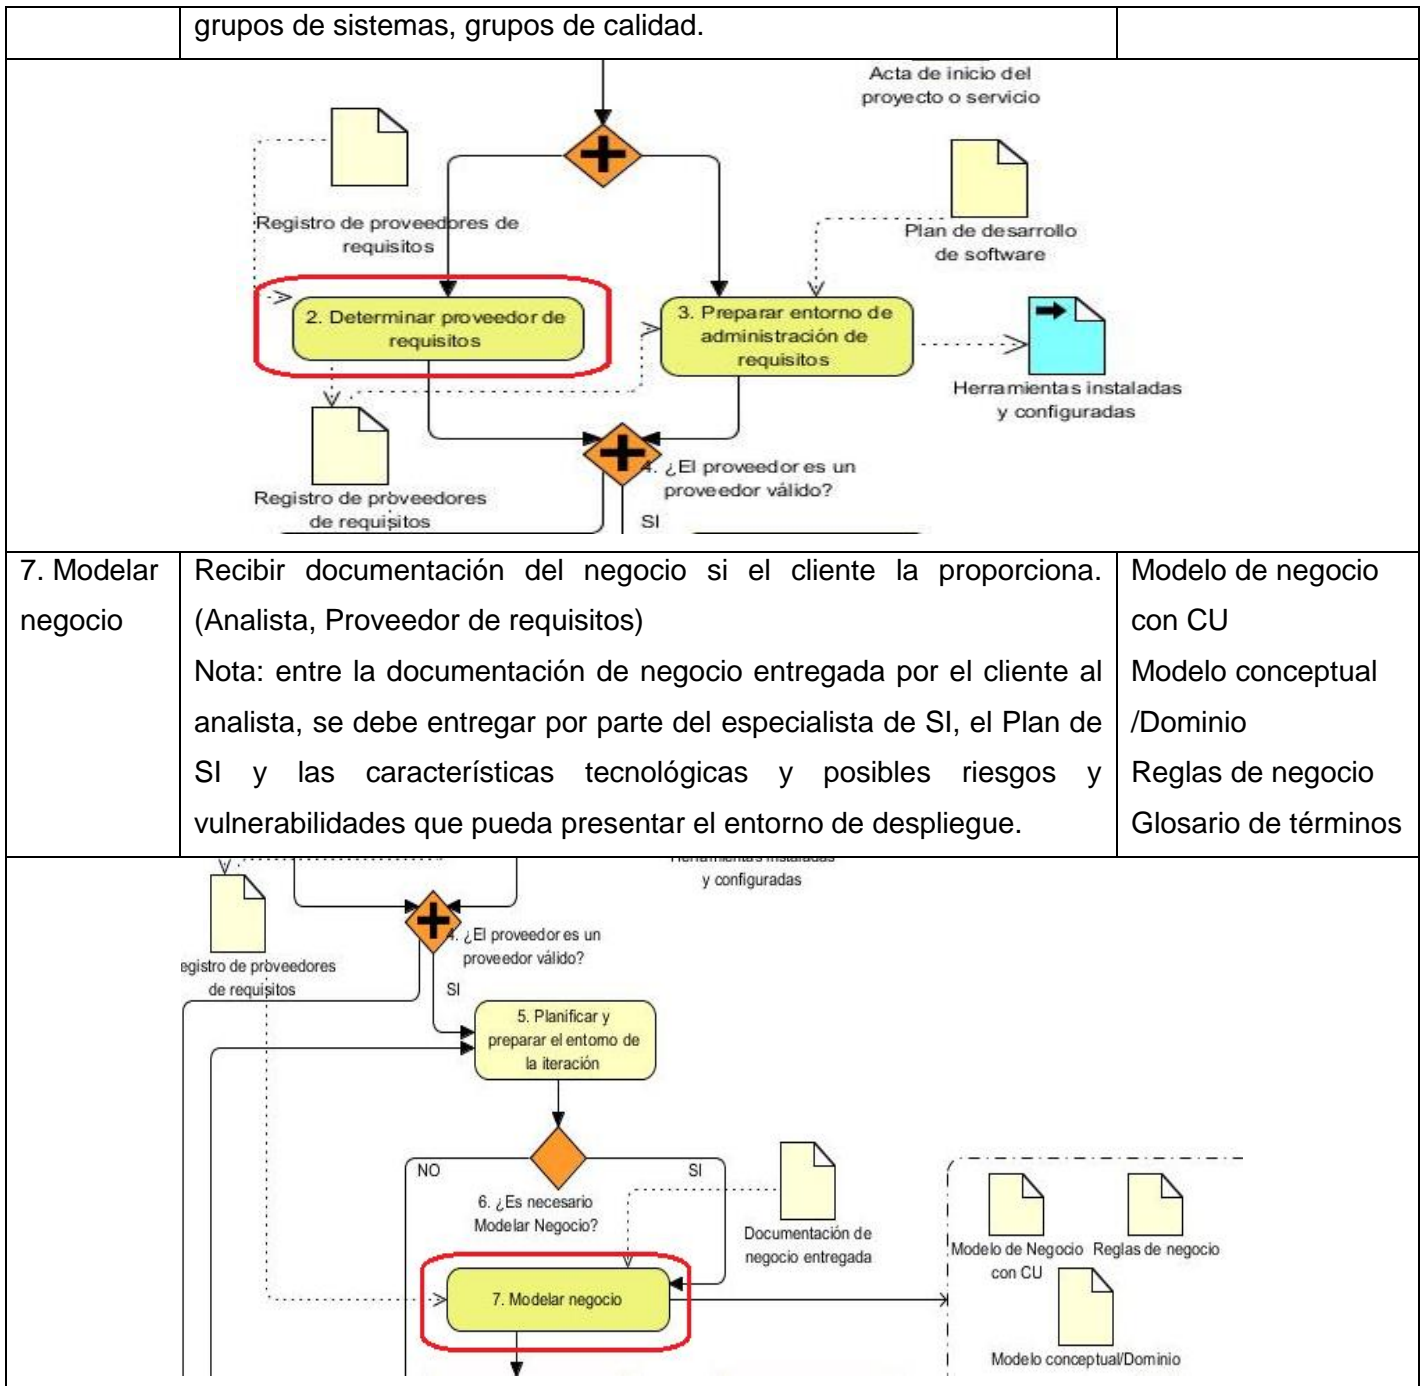 grupos de sistemas, grupos de calidad.
Acta de inicio del
proyecto o servicio
Registro de proveedores de
requisitos
Plan de desarrollo
de software
2. Determinar proveedor de
requisitos
3. Preparar entorno de
administración de
requisitos
Herramientas instaladas
y configuradas
Registro de proveedores
de requisitos
4. ¿El proveedor es un
proveedor válido?
SI
7. Modelar
negocio
Recibir documentación del negocio si el cliente la proporciona.
(Analista, Proveedor de requisitos)
Nota: entre la documentación de negocio entregada por el cliente al
analista, se debe entregar por parte del especialista de SI, el Plan de
SI y las características tecnológicas y posibles riesgos y
vulnerabilidades que pueda presentar el entorno de despliegue.
Modelo de negocio
con CU
Modelo conceptual
/Dominio
Reglas de negocio
Glosario de términos
Herramientas instaladas
y configuradas
4. ¿El proveedor es un
proveedor válido?
egistro de proveedores
de requisitos
SI
5. Planificar y
preparar el entorno de
la iteración
NO
SI
6. ¿Es necesario
Modelar Negocio?
Documentación de
negocio entregada
Modelo de Negocio
con CU
Reglas de negocio
7. Modelar negocio
Modelo conceptual/Dominio